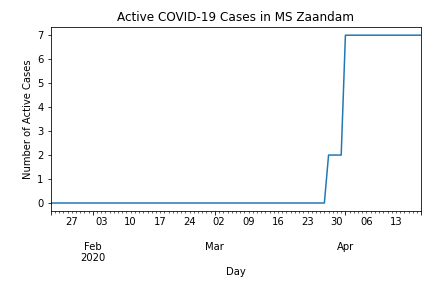 Active COVID-19 Cases in MS Zaandam
Number of Active Cases
7
6
5
4
3
2
1
0
27 03 10 17 24 02 09 16 23 30 06 13
Feb Mar Apr
2020
Day